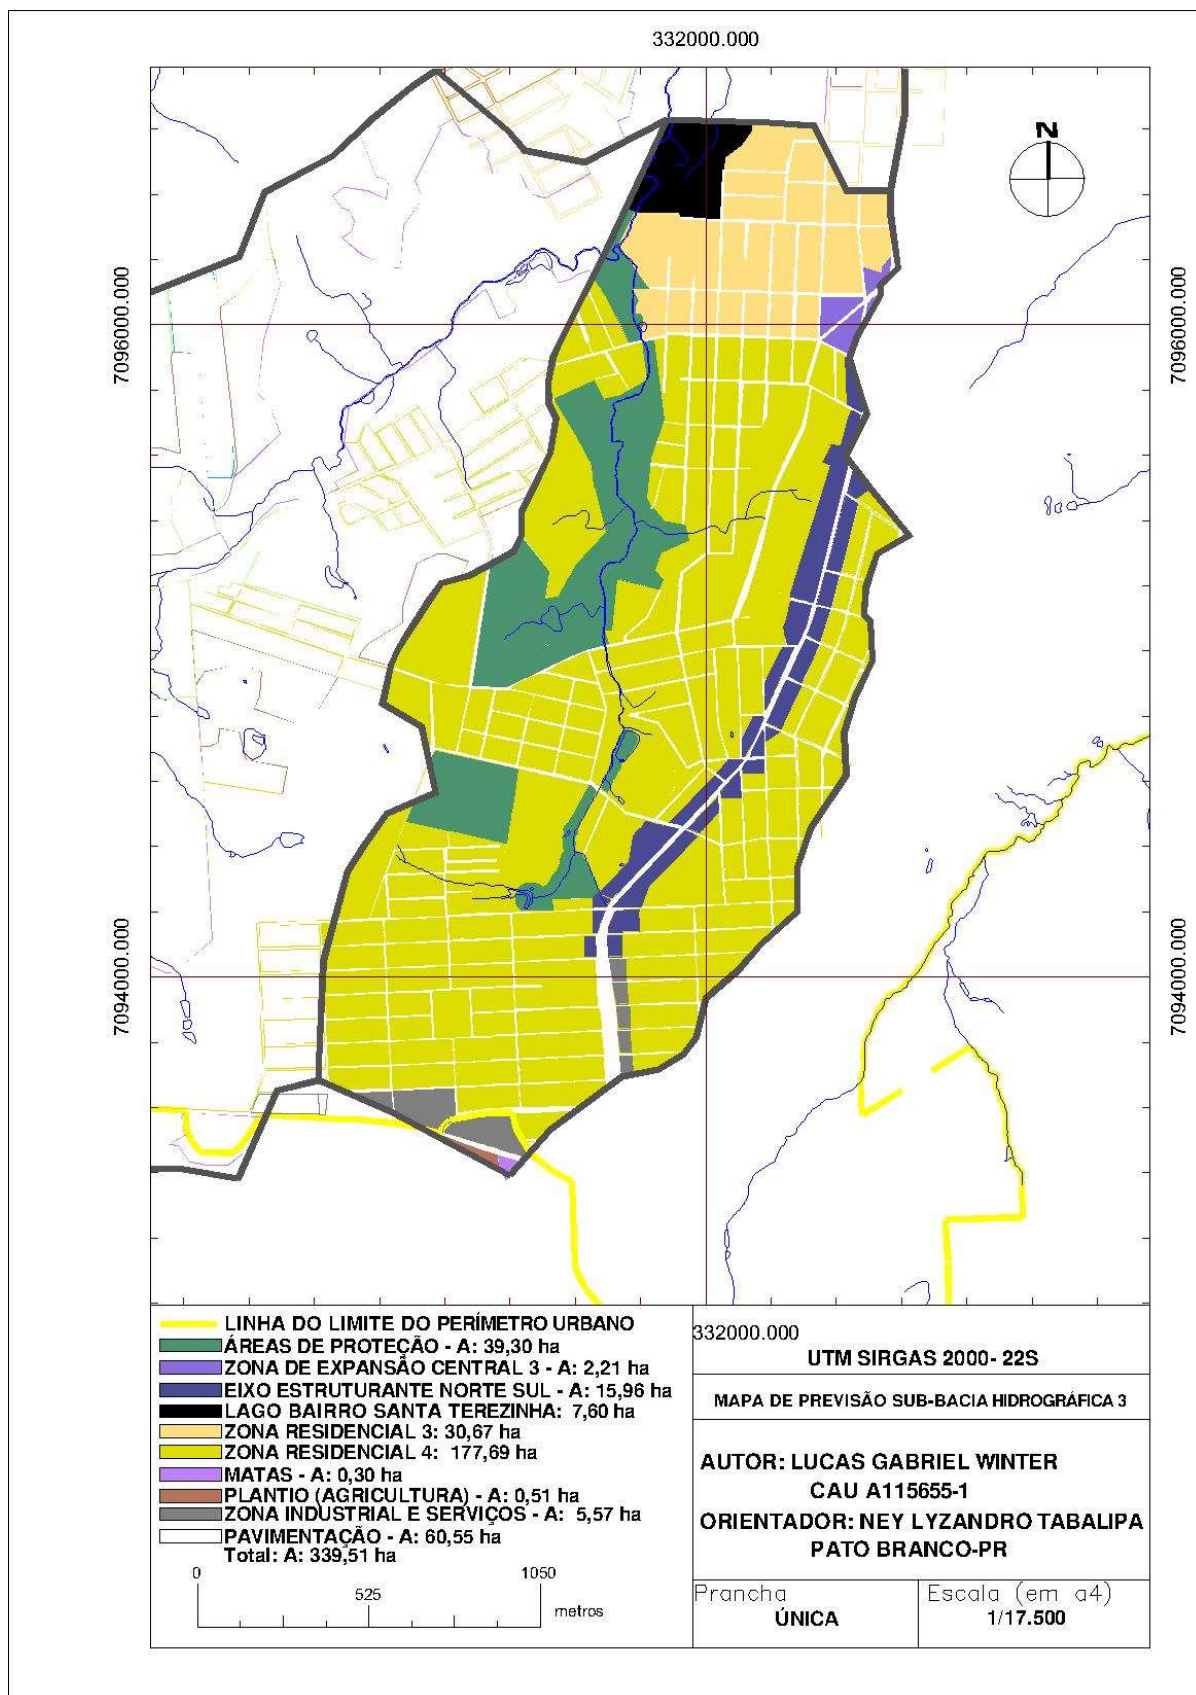 332000.000
N
7096000.000
7096000.000
7094000.000
7094000.000
LINHA DO LIMITE DO PERÍMETRO URBANO
ÁREAS DE PROTEÇÃO - A: 39,30 ha
ZONA DE EXPANSÃO CENTRAL 3 - A: 2,21 ha
EIXO ESTRUTURANTE NORTE SUL - A: 15,96 ha
LAGO BAIRRO SANTA TEREZINHA: 7,60 ha
ZONA RESIDENCIAL 3: 30,67 ha
ZONA RESIDENCIAL 4: 177,69 ha
MATAS - A: 0,30 ha
PLANTIO (AGRICULTURA) - A: 0,51 ha
ZONA INDUSTRIAL E SERVIÇOS - A: 5,57 ha
PAVIMENTAÇÃO - A: 60,55 ha
Total: A: 339,51 ha
0
1050
525
metros
332000.000
UTM SIRGAS 2000- 22S
MAPA DE PREVISÃO SUB-BACIA HIDROGRÁFICA 3
AUTOR: LUCAS GABRIEL WINTER
CAU A115655-1
ORIENTADOR: NEY LYZANDRO TABALIPA
PATO BRANCO-PR
Prancha
ÚNICA
Escala (em a4)
1/17.500